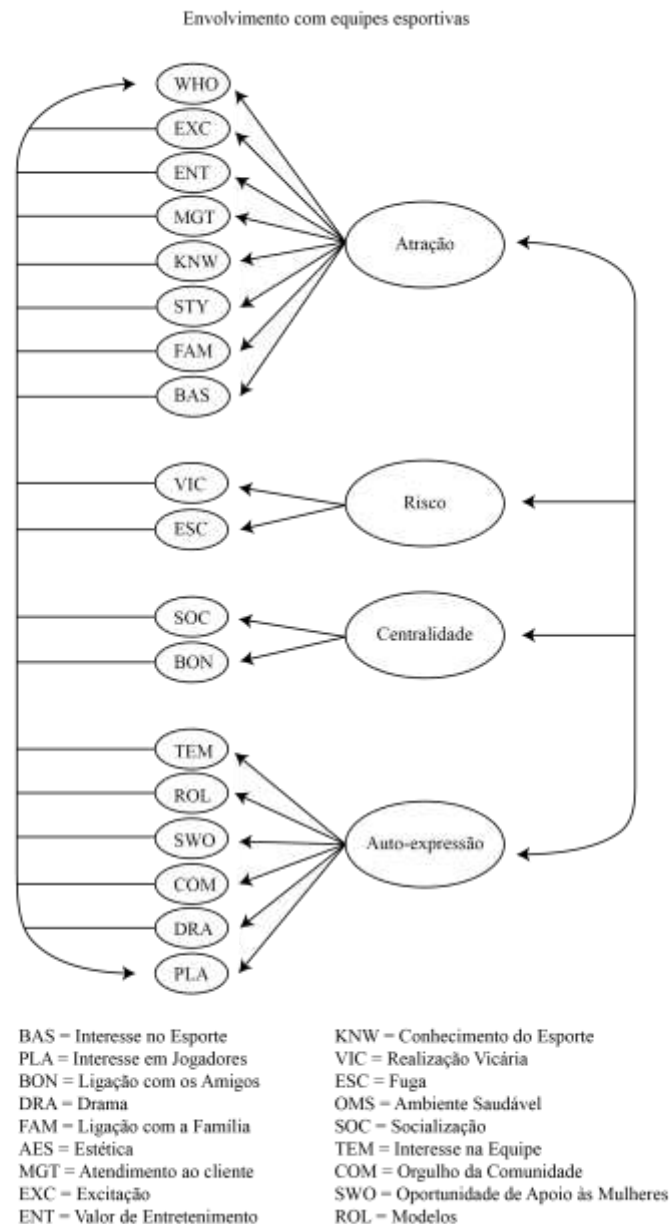 Envolvimento com equipes esportivas
WHO
EXC
ENT
MGT
KNW
STY
FAM
BAS
Atração
VIC
ESC
Risco
SOC
BON
Centralidade
TEM
ROL
SWO
COM
DRA
PLA
Auto-expressão
BAS = Interesse no Esporte
PLA = Interesse em Jogadores
BON = Ligação com os Amigos
DRA = Drama
FAM = Ligação com a Família
AES = Estética
MGT = Atendimento ao cliente
EXC = Excitação
ENT = Valor de Entretenimento
KNW = Conhecimento do Esporte
VIC = Realização Vicária
ESC = Fuga
OMS = Ambiente Saudável
SOC = Socialização
TEM = Interesse na Equipe
COM = Orgulho da Comunidade
SWO = Oportunidade de Apoio às Mulheres
ROL = Modelos